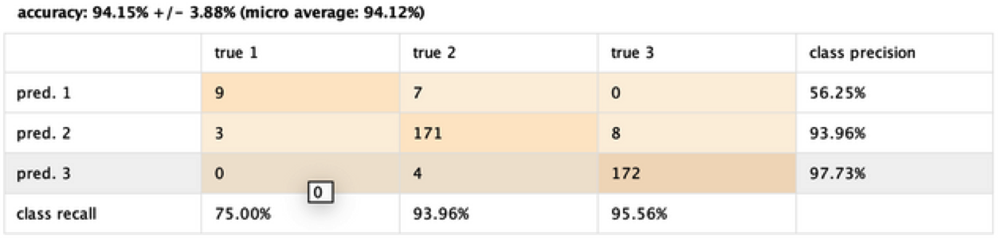 accuracy: 94.15% +/- 3.88% (micro average: 94.12%)
true 1 true 2 true 3 class precision
pred. 1 9 7 0 56.25%
pred. 2 3 171 8 93.96%
pred. 3 0 4 172 97.73%
0
class recall 75.00% 93.96% 95.56%